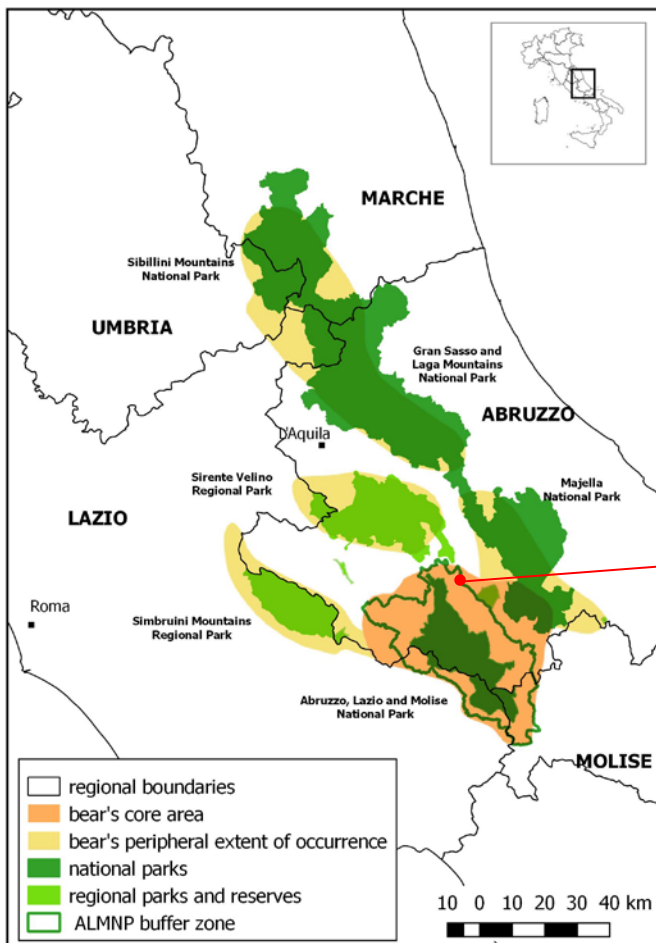 MARCHE
Sibillini Mountains
National Park
UMBRIA
Gran Sasso and
Laga Mountains
National Park
ABRUZZO
L'Aquila
Sirente Velino
Regional Park
Majella
National Park
LAZIO
Roma
Simbruini Mountains
Regional Park
Abruzzo, Lazio and Molise
National Park
MOLISE
regional boundaries
bear's core area
bear's peripheral extent of occurrence
national parks
regional parks and reserves
ALMNP buffer zone
10 0 10 20 30 40 km